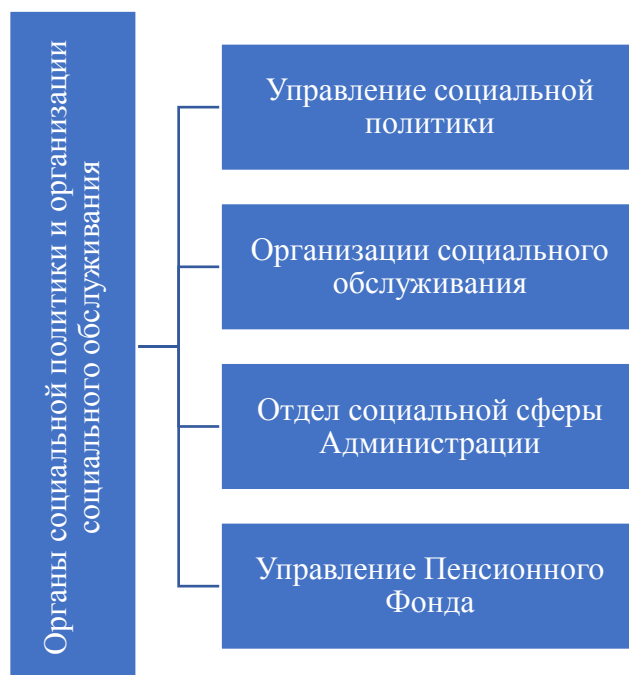 Органы социальной политики и организации
социального обслуживания
Управление социальной
политики
Организации социального
обслуживания
Отдел социальной сферы
Администрации
Управление Пенсионного
Фонда